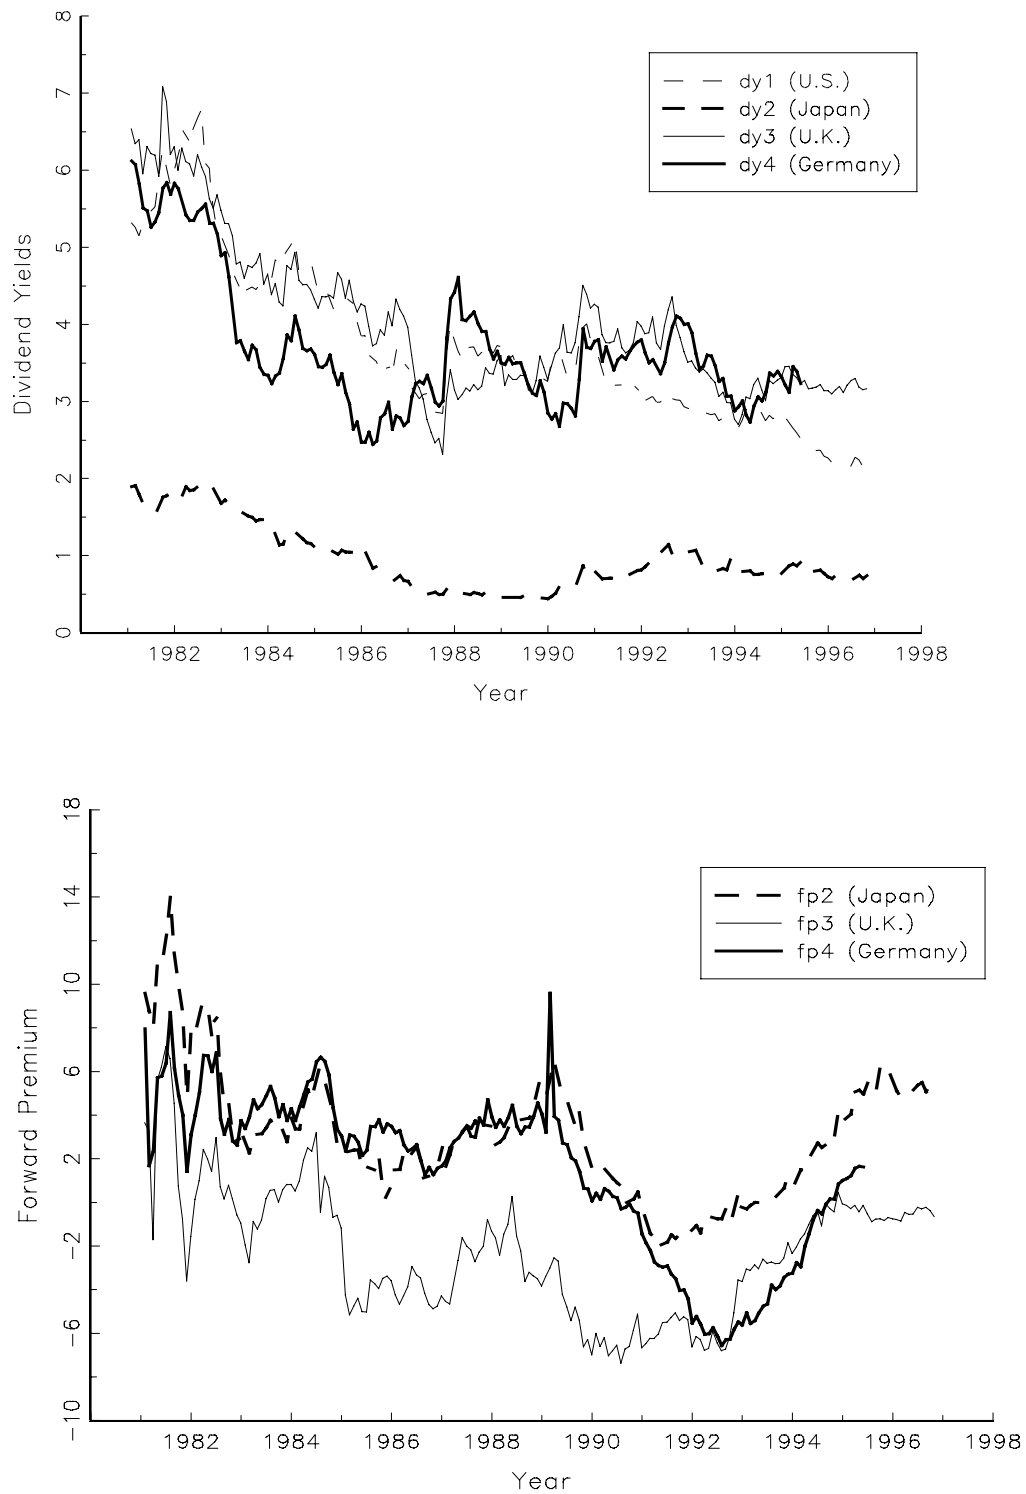 8
7
6
5
4
3
2
1
0
Dividend Yields
dy1 (U.S.)
dy2 (Japan)
dy3 (U.K.)
dy4 (Germany)
1982 1984 1986 1988 1990 1992 1994 1996 1998
Year
18
14
10
6
2
−2
−6
−10
Forward Premium
fp2 (Japan)
fp3 (U.K.)
fp4 (Germany)
1982 1984 1986 1988 1990 1992 1994 1996 1998
Year